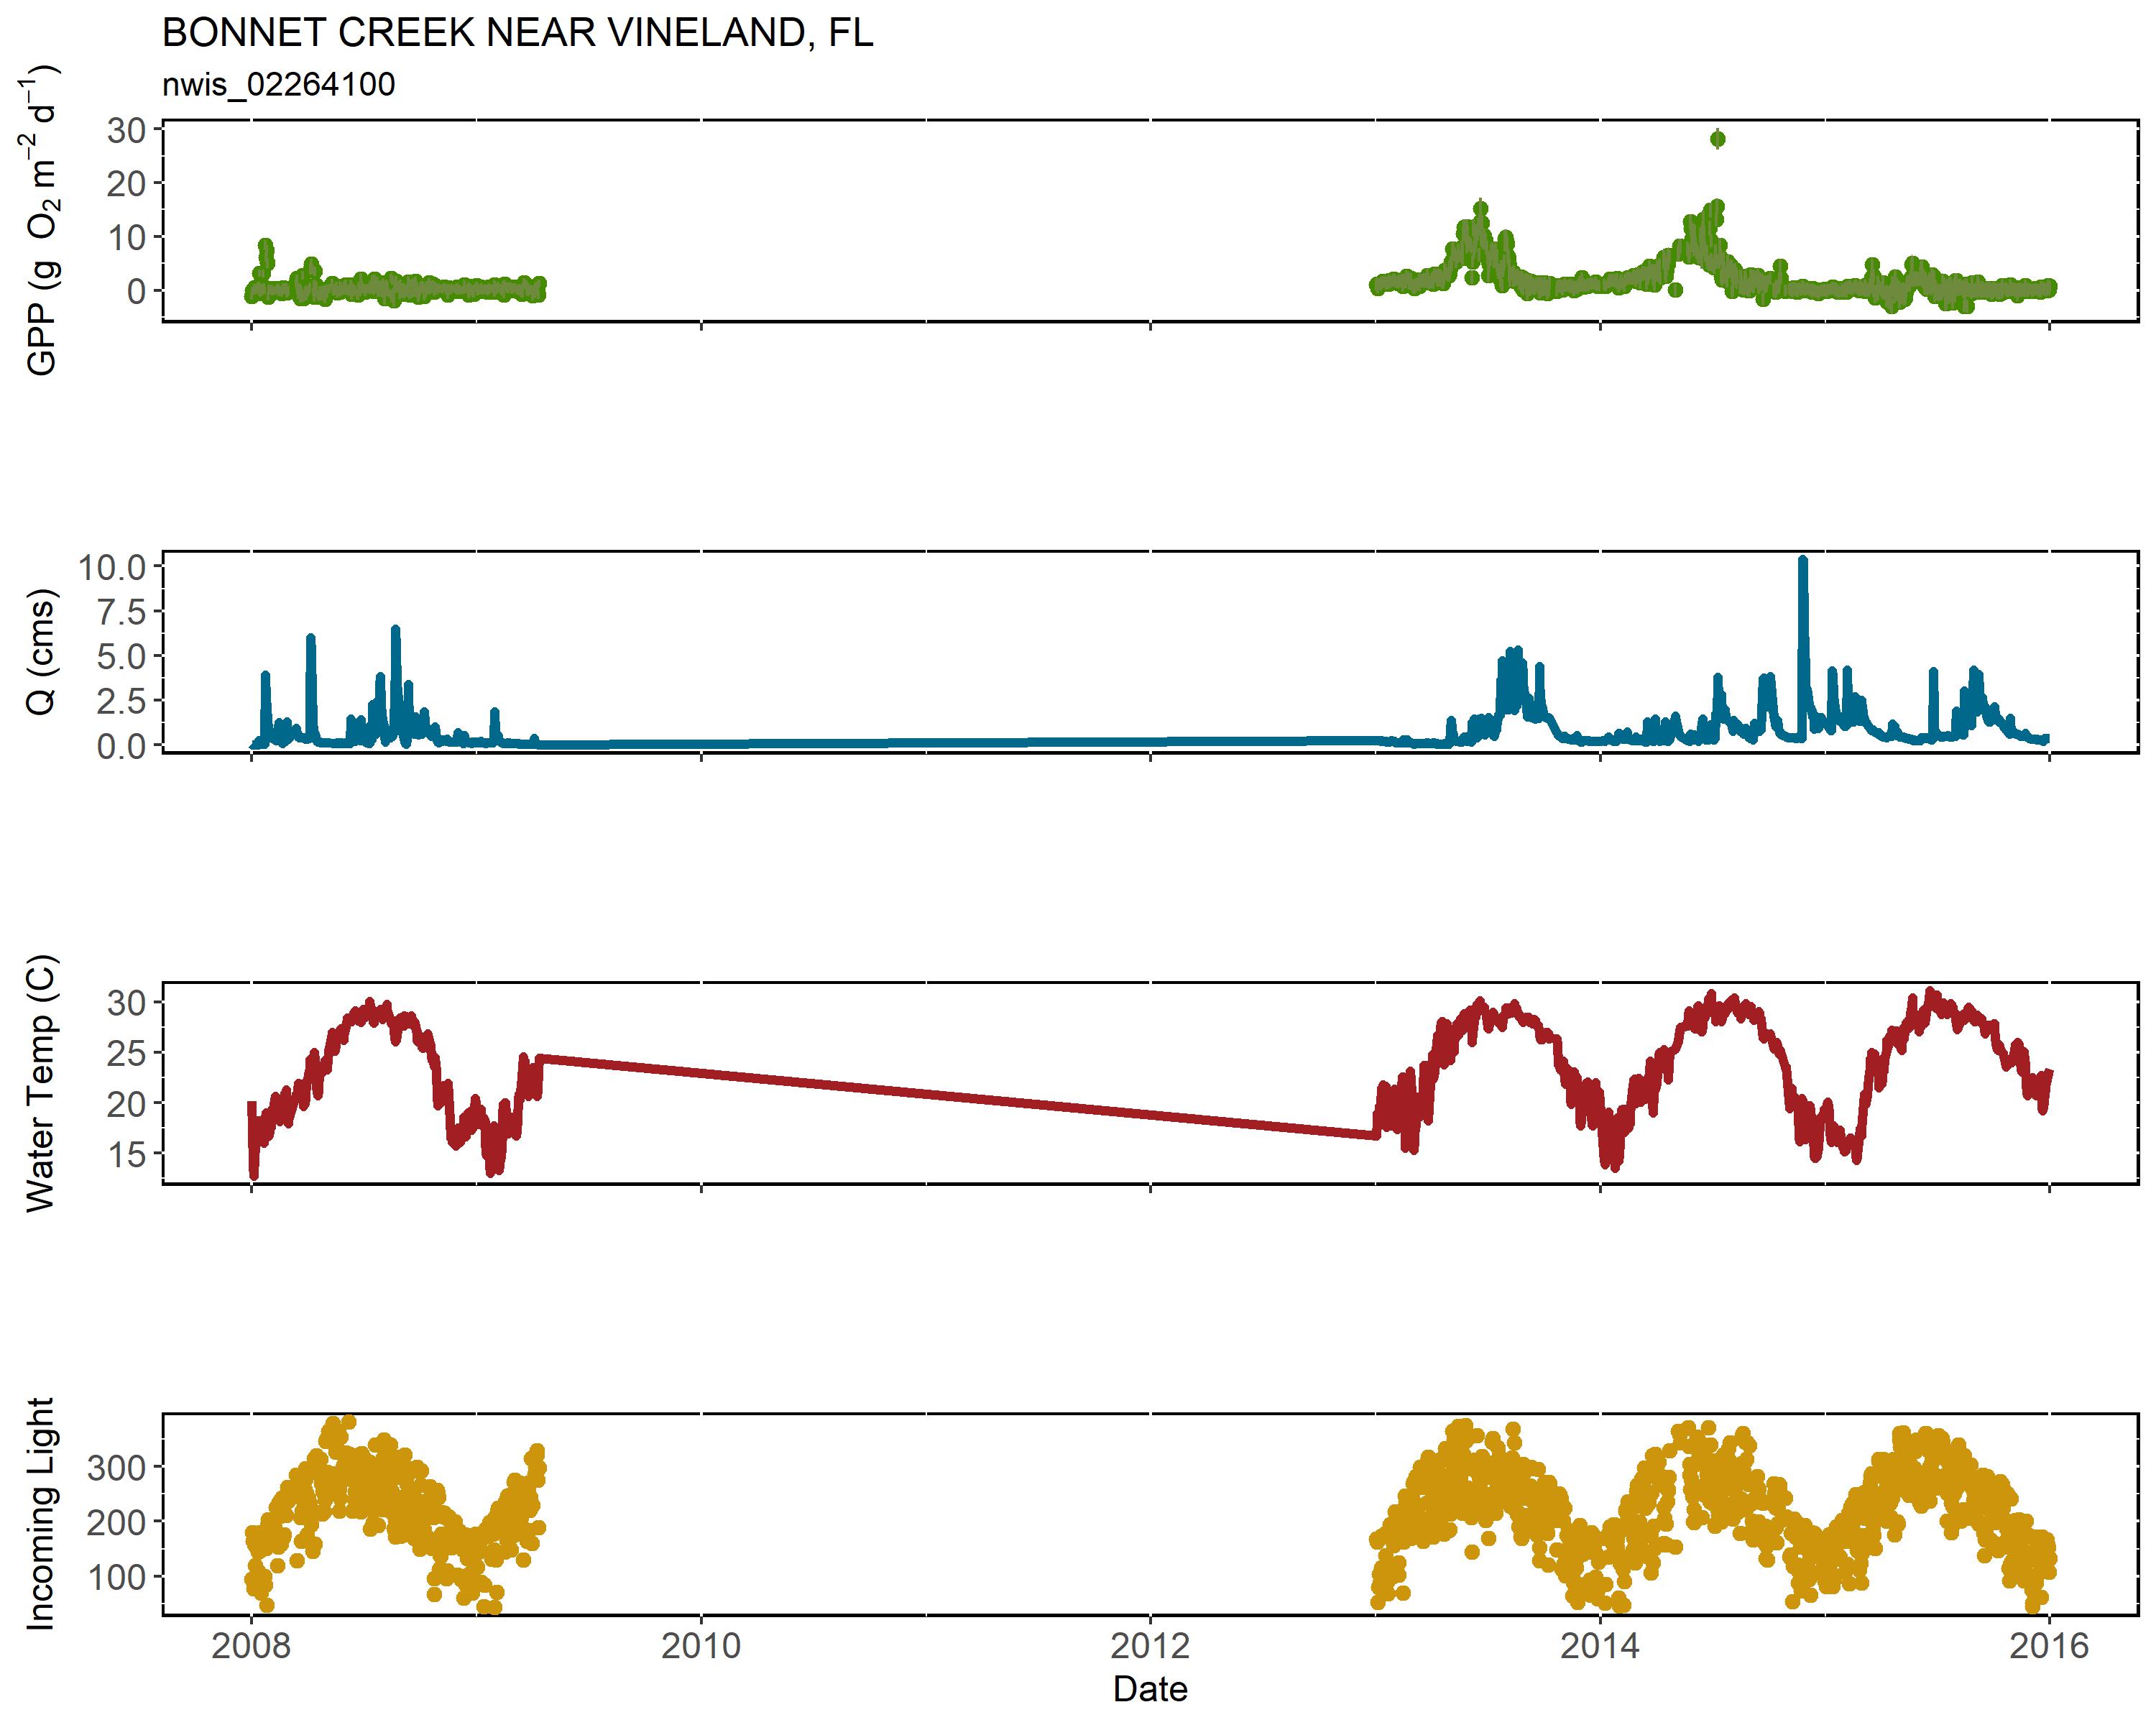 BONNET CREEK NEAR VINELAND, FL
nwis_02264100
GPP (g O₂ m⁻² d⁻¹)
30
20
10
0
Q (cms)
10.0
7.5
5.0
2.5
0.0
Water Temp (C)
30
25
20
15
Incoming Light
300
200
100
2008 2010 2012 2014 2016
Date